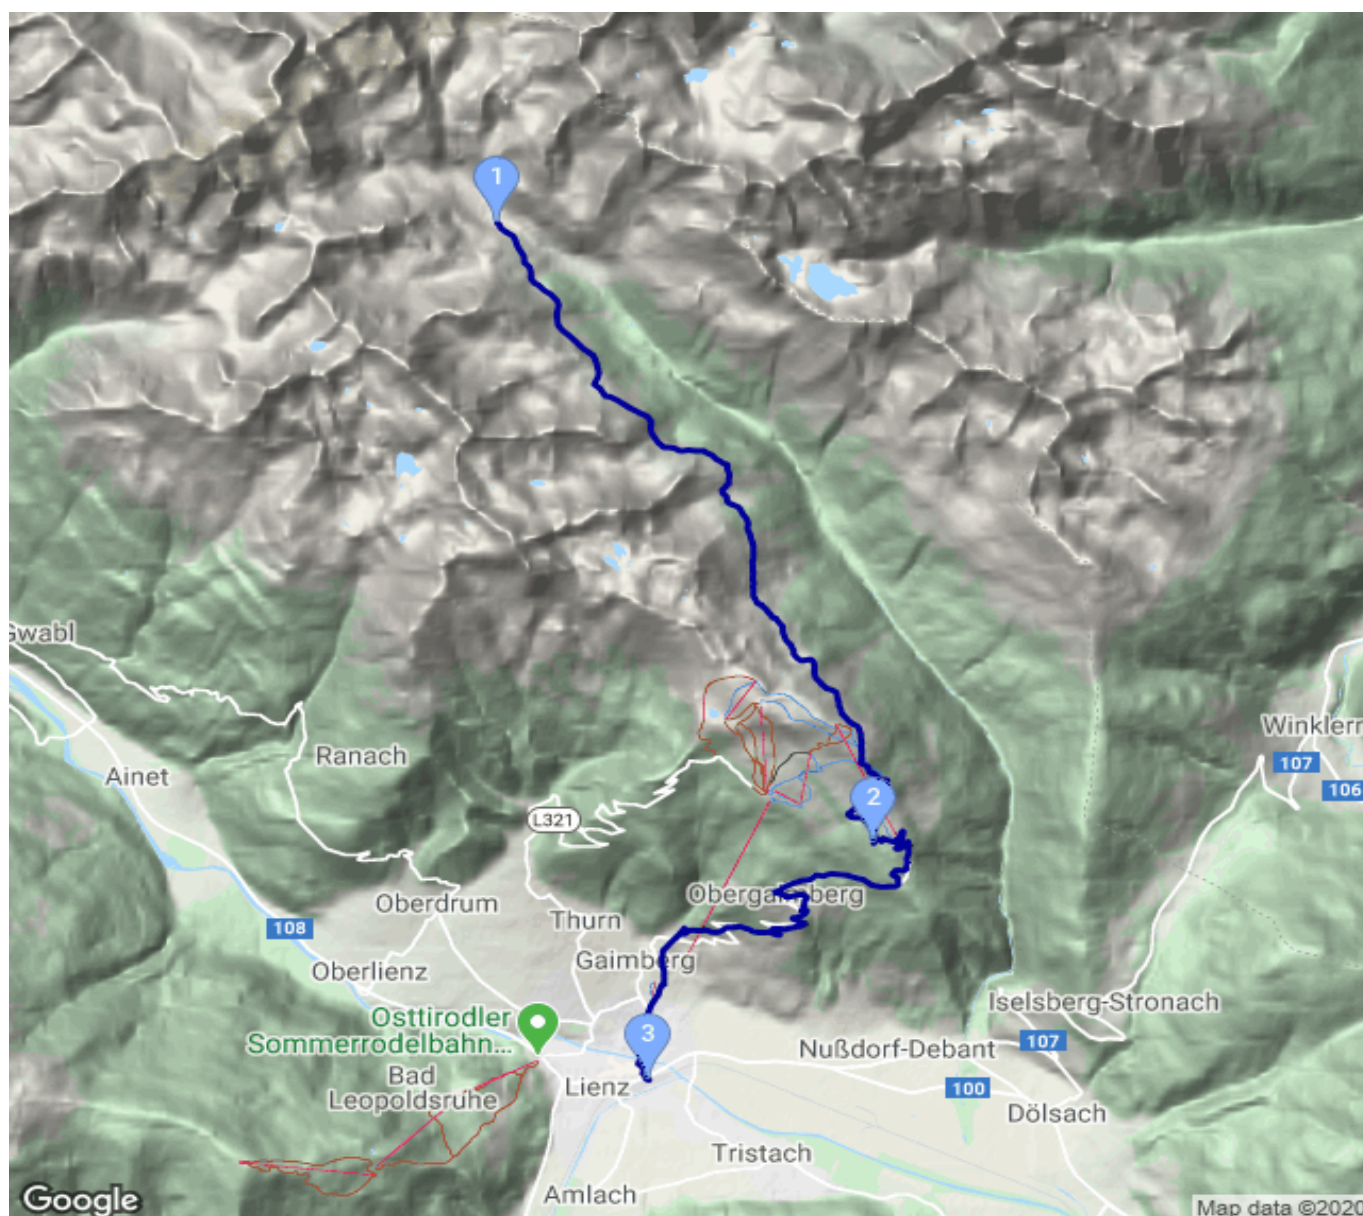 1
Gwabl
Winklern
107
106
Ranach
Ainet
2
L321
Obergaimberg
Oberdrum
108
Thurn
Gaimberg
Oberlienz
Iselsberg-Stronach
Osttirodler
Sommerrodelbahn...
3
107
Nußdorf-Debant
Bad
Leopoldsruhe
Lienz
100
Dölsach
Tristach
Amlach
Google
Map data ©2020